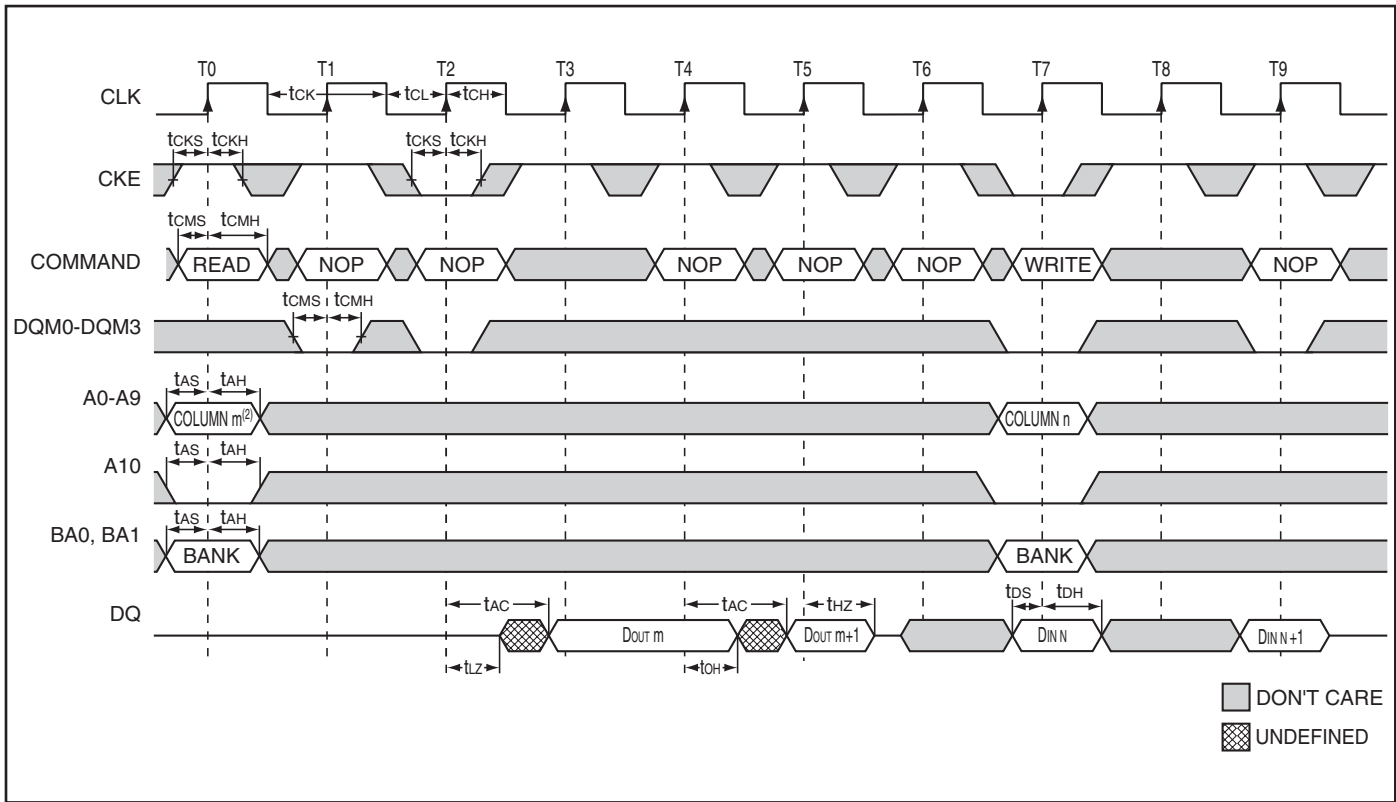 T0 T1 T2 T3 T4 T5 T6 T7 T8 T9
CLK tCK tCL tCH
tCKS tCKH tCKS tCKH
CKE
tCMS tCMH
COMMAND READ NOP NOP NOP NOP NOP WRITE NOP
tCMS tCMH
DQM0-DQM3
tAS tAH
A0-A9 COLUMN m(2) COLUMN n
tAS tAH
A10
tAS tAH
BA0, BA1 BANK BANK
tAC tAC tHZ tDS tDH
DQ DOUT m DOUT m+1 DIN N DIN N+1
tLZ tOH
DON'T CARE
UNDEFINED